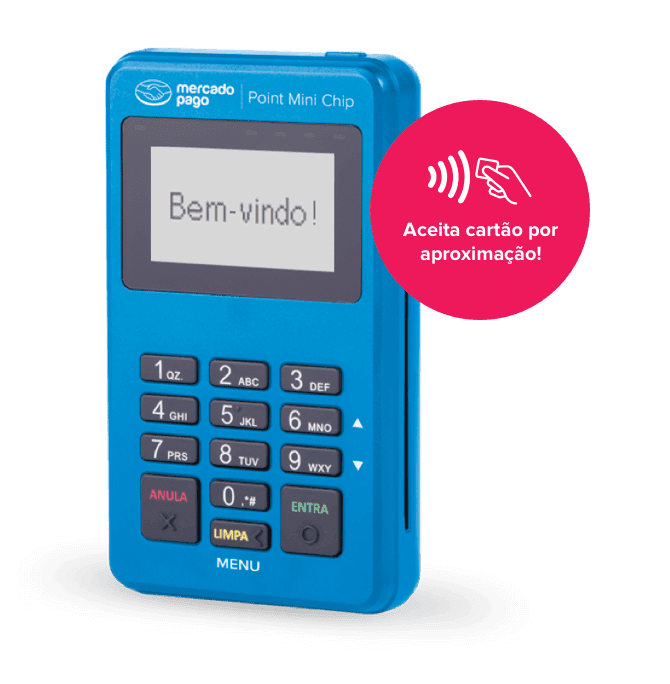 mercado
pago
Point Mini Chip
Bem-vindo!
Aceita cartão por
aproximação!
1 QZ.
2 ABC
3 DEF
4 GHI
5 JKL
6 MNO
7 PRS
8 TUV
9 WXY
ANULA
0 ,*#
ENTRA
LIMPA
MENU